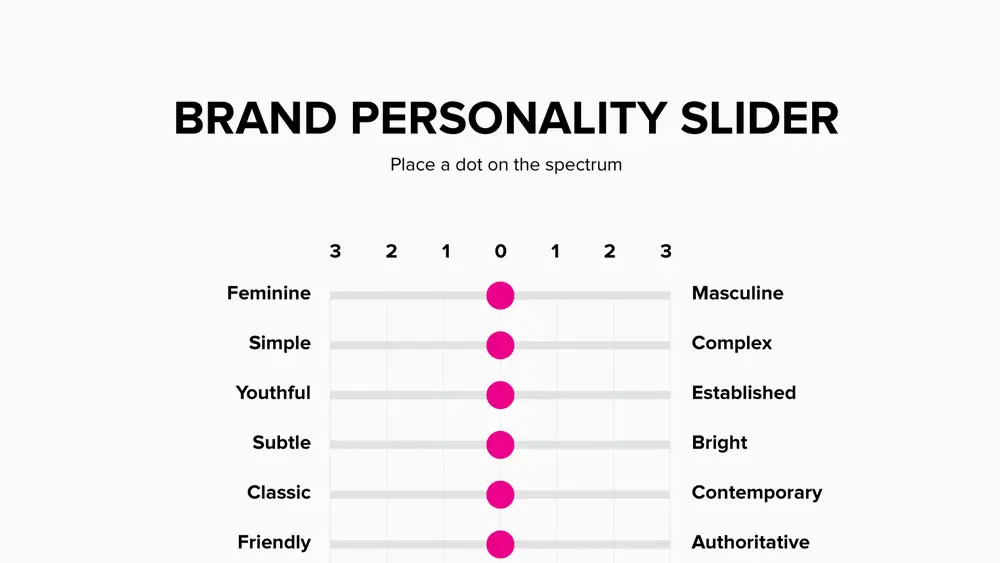 BRAND PERSONALITY SLIDER
Place a dot on the spectrum
3 2 1 0 1 2 3
Feminine Masculine
Simple Complex
Youthful Established
Subtle Bright
Classic Contemporary
Friendly Authoritative